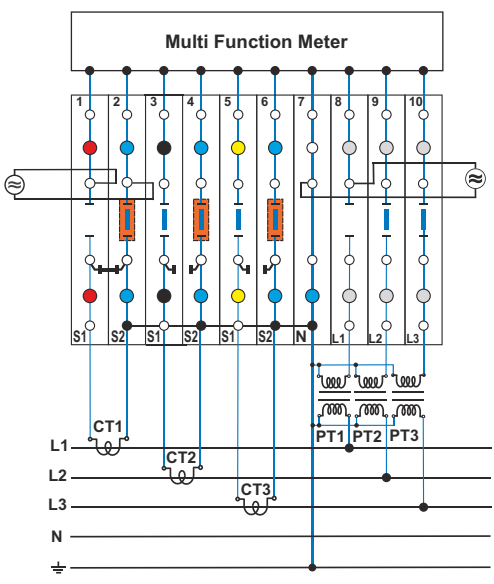 Multi Function Meter
1 2 3 4 5 6 7 8 9 10
S1 S2 S1 S2 S1 S2 N L1 L2 L3
CT1 PT1 PT2 PT3
L1
CT2
L2
CT3
L3
N